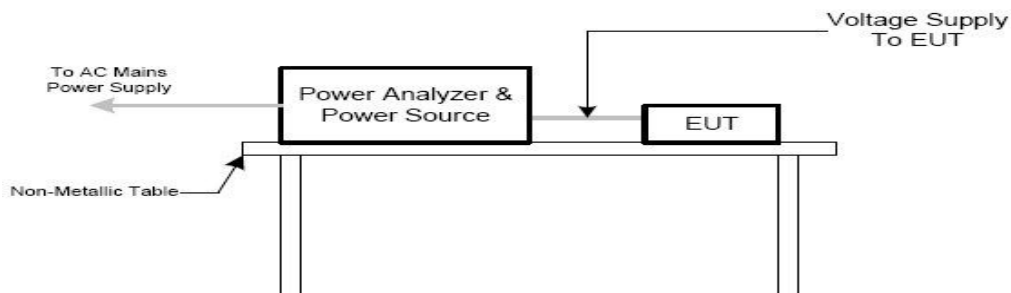 Voltage Supply
To EUT
To AC Mains
Power Supply
Power Analyzer &
Power Source
EUT
Non-Metallic Table